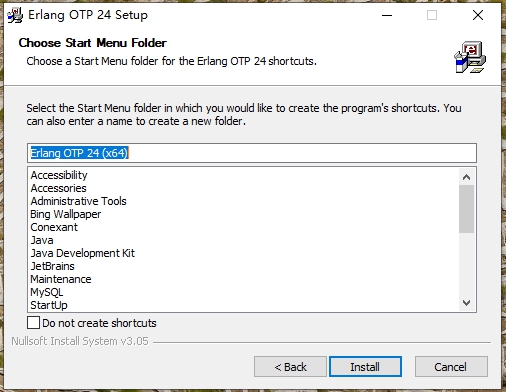 Erlang OTP 24 Setup
Choose Start Menu Folder
Choose a Start Menu folder for the Erlang OTP 24 shortcuts.
Select the Start Menu folder in which you would like to create the program's shortcuts. You
can also enter a name to create a new folder.
Erlang OTP 24 (x64)
Accessibility
Accessories
Administrative Tools
Bing Wallpaper
Conexant
Java
Java Development Kit
JetBrains
Maintenance
MySQL
StartUp
Do not create shortcuts
Nullsoft Install System v3.05
< Back
Install
Cancel